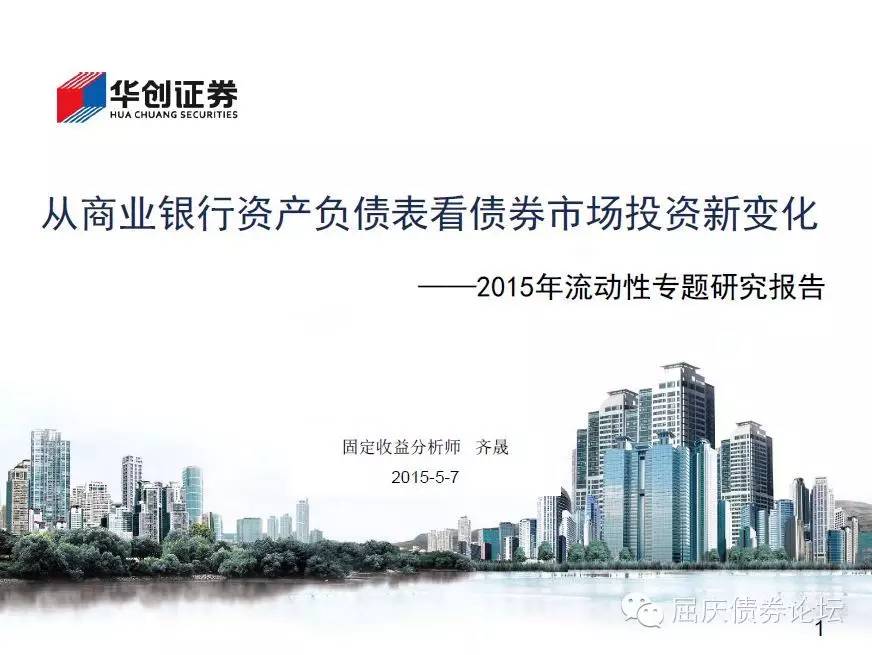 华创证券
HUA CHUANG SECURITIES
从商业银行资产负债表看债券市场投资新变化
——2015年流动性专题研究报告
固定收益分析师 齐晟
2015-5-7
屈庆债券论坛
1